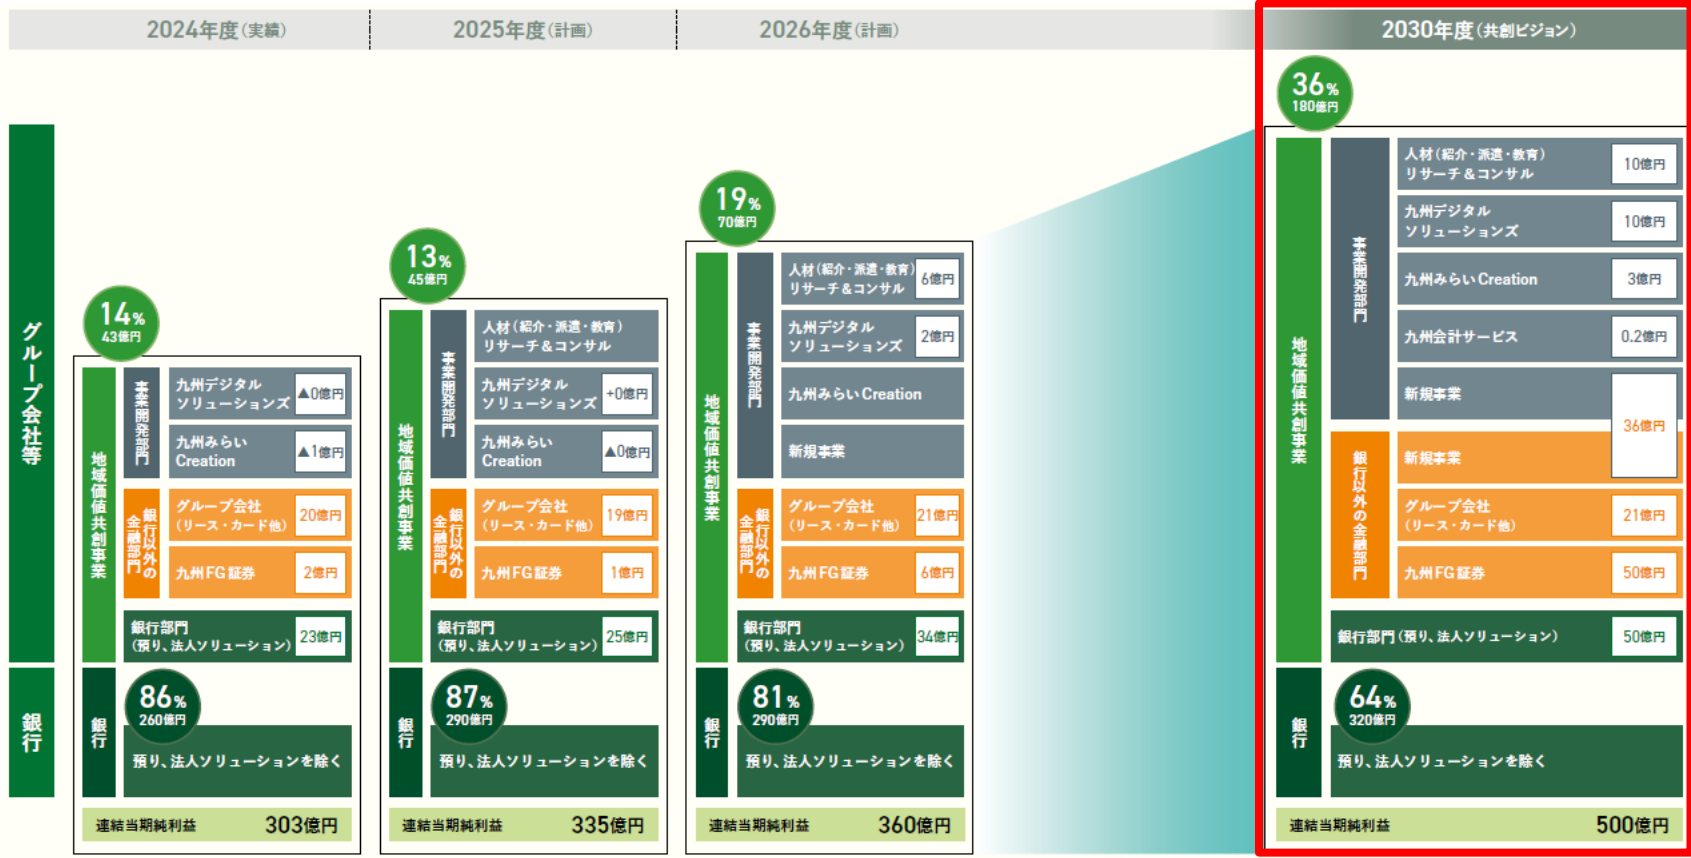 2024年度(実績)
2025年度(計画)
2026年度(計画)
2030年度(共創ビジョン)
グループ会社等
銀行
14%
43億円
地域価値共創事業
事業開発部門
九州デジタル
ソリューションズ
▲0億円
九州みらい
Creation
▲1億円
銀行以外の
金融部門
グループ会社
(リース・カード他)
20億円
九州FG証券
2億円
銀行部門
(預り、法人ソリューション)
23億円
銀行
86%
260億円
預り、法人ソリューションを除く
連結当期純利益
303億円
13%
45億円
地域価値共創事業
事業開発部門
人材(紹介・派遣・教育)
リサーチ&コンサル
九州デジタル
ソリューションズ
+0億円
九州みらい
Creation
▲0億円
銀行以外の
金融部門
グループ会社
(リース・カード他)
19億円
九州FG証券
1億円
銀行部門
(預り、法人ソリューション)
25億円
銀行
87%
290億円
預り、法人ソリューションを除く
連結当期純利益
335億円
19%
70億円
地域価値共創事業
事業開発部門
人材(紹介・派遣・教育)
リサーチ&コンサル
6億円
九州デジタル
ソリューションズ
2億円
九州みらいCreation
新規事業
銀行以外の
金融部門
グループ会社
(リース・カード他)
21億円
九州FG証券
6億円
銀行部門
(預り、法人ソリューション)
34億円
銀行
81%
290億円
預り、法人ソリューションを除く
連結当期純利益
360億円
36%
180億円
地域価値共創事業
事業開発部門
人材(紹介・派遣・教育)
リサーチ&コンサル
10億円
九州デジタル
ソリューションズ
10億円
九州みらいCreation
3億円
九州会計サービス
0.2億円
新規事業
36億円
銀行以外の金融部門
新規事業
グループ会社
(リース・カード他)
21億円
九州FG証券
50億円
銀行部門(預り、法人ソリューション)
50億円
銀行
64%
320億円
預り、法人ソリューションを除く
連結当期純利益
500億円